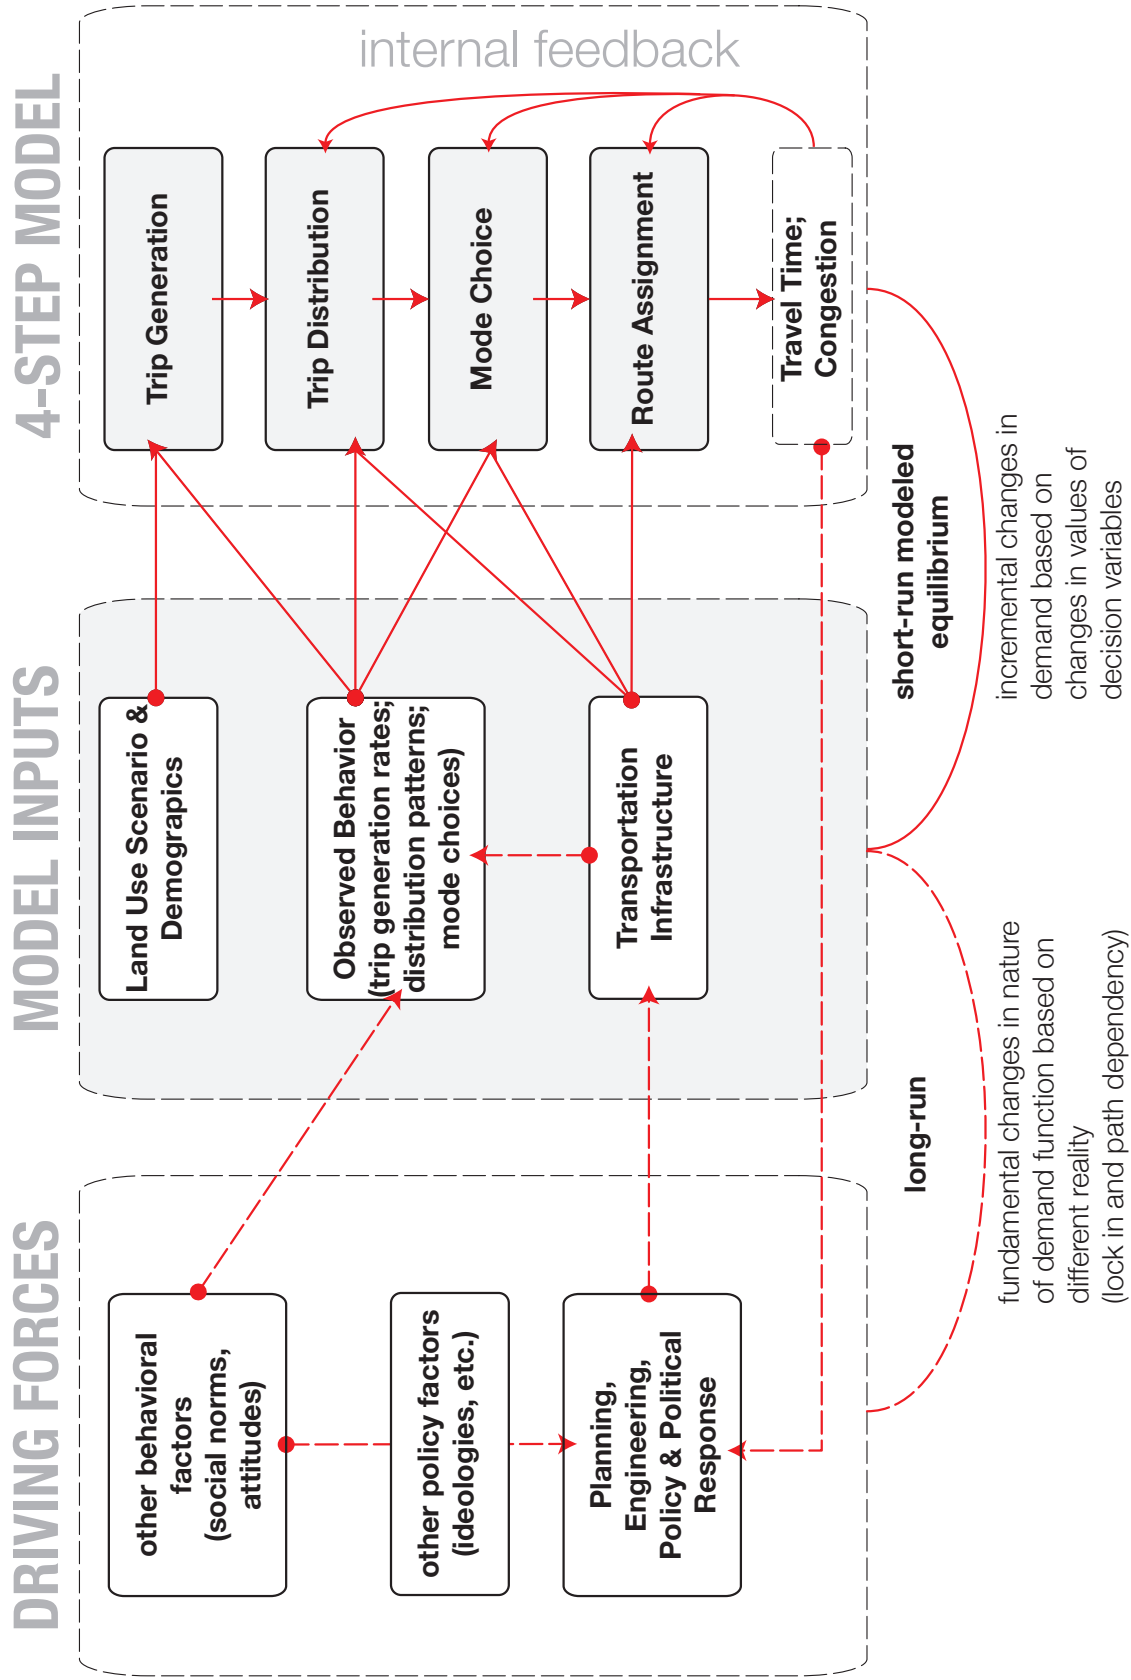 DRIVING FORCES
other behavioral
factors
(social norms,
attitudes)
other policy factors
(ideologies, etc.)
Planning,
Engineering,
Policy & Political
Response
MODEL INPUTS
Land Use Scenario &
Demograpics
Observed Behavior
(trip generation rates;
distribution patterns;
mode choices)
Transportation
Infrastructure
4-STEP MODEL
Trip Generation
Trip Distribution
Mode Choice
Route Assignment
Travel Time;
Congestion
internal feedback
long-run
fundamental changes in nature
of demand function based on
different reality
(lock in and path dependency)
short-run modeled
equilibrium
incremental changes in
demand based on
changes in values of
decision variables